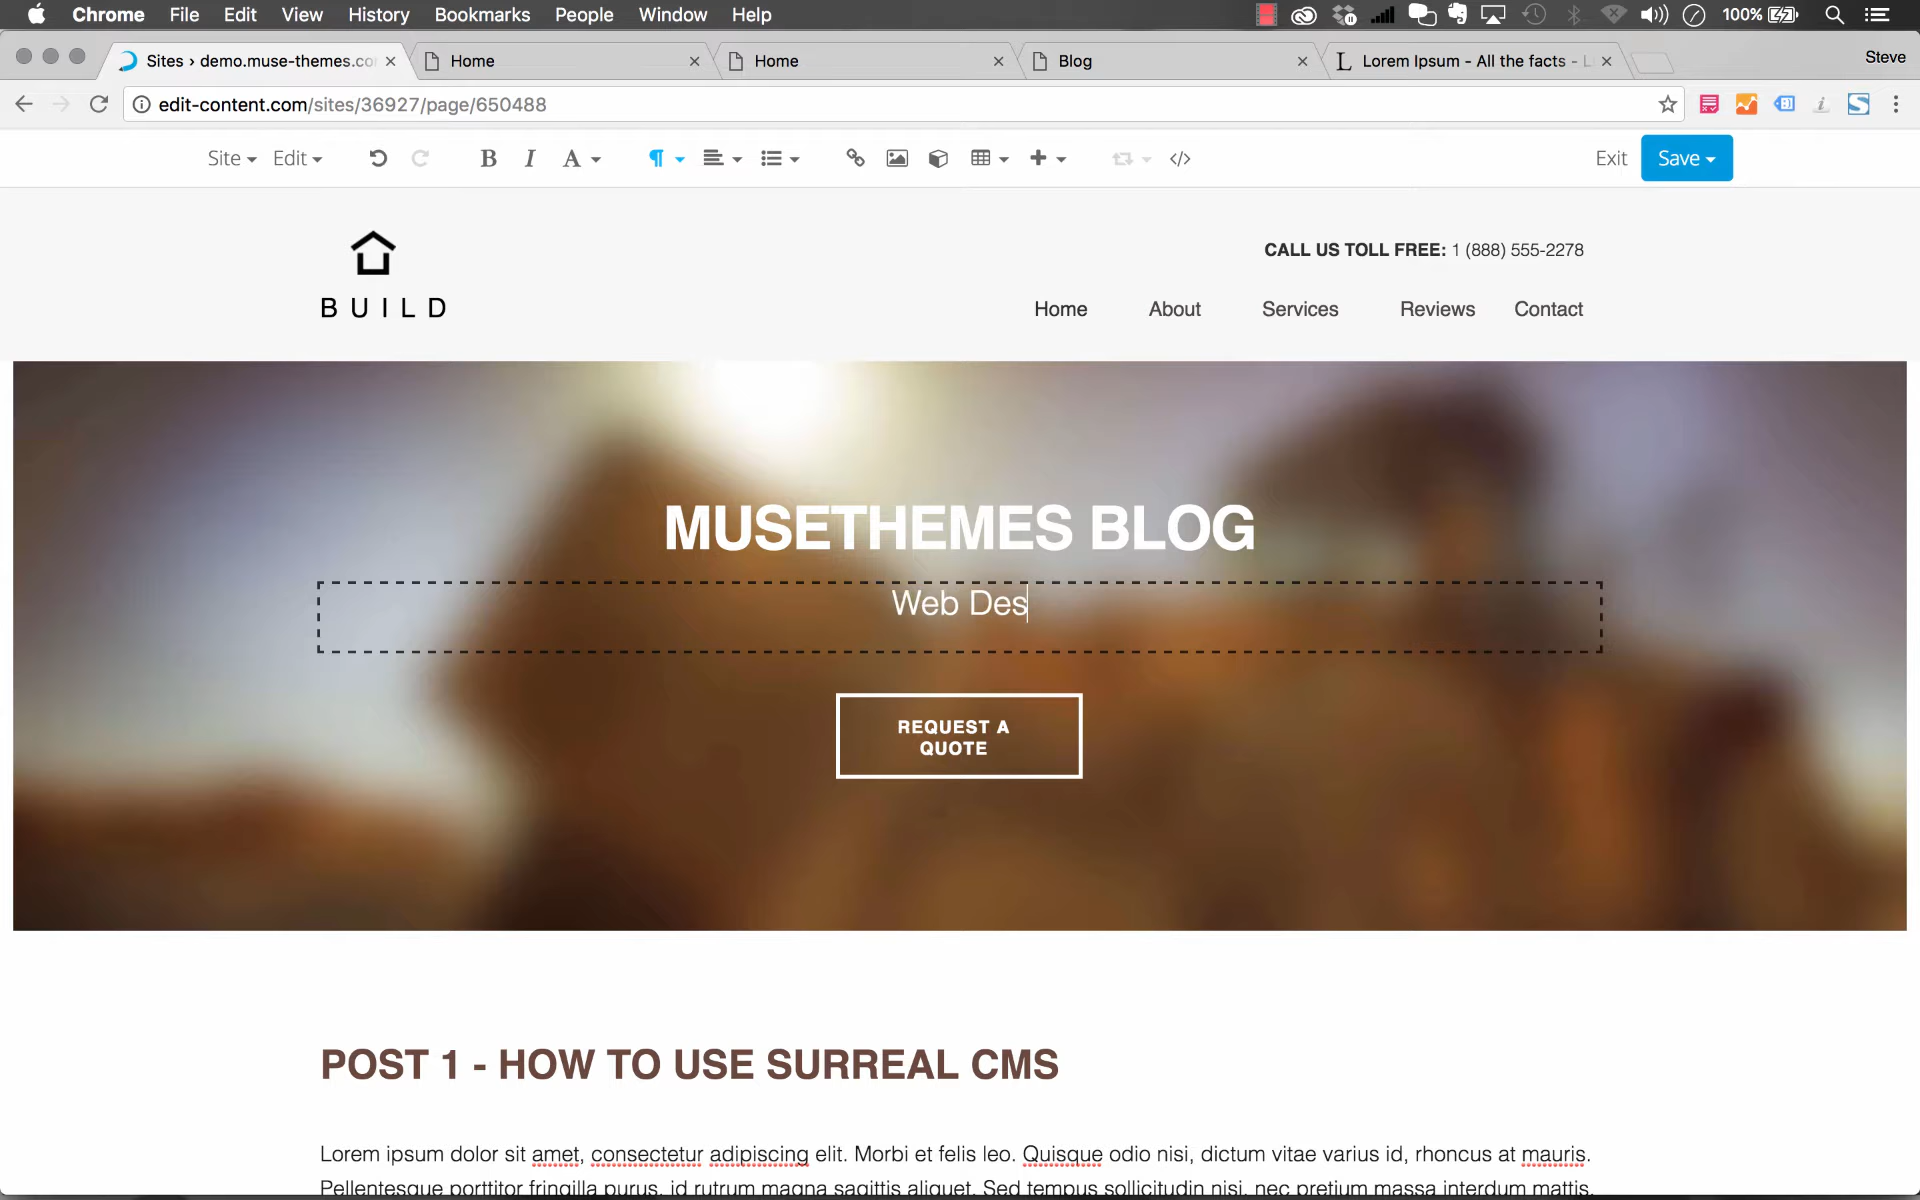 Chrome File Edit View History Bookmarks People Window Help 100%
Sites › demo.muse-themes.co Home Home Blog Lorem Ipsum - All the facts - L Steve
edit-content.com/sites/36927/page/650488
Site Edit B I A Exit Save
CALL US TOLL FREE: 1 (888) 555-2278
BUILD
Home About Services Reviews Contact
MUSETHEMES BLOG
Web Des
REQUEST A
QUOTE
POST 1 - HOW TO USE SURREAL CMS
Lorem ipsum dolor sit amet, consectetur adipiscing elit. Morbi et felis leo. Quisque odio nisi, dictum vitae varius id, rhoncus at mauris.
Pellentesque porttitor fringilla purus, id rutrum magna sagittis aliquet. Sed tempus sollicitudin nisi, nec pretium massa interdum mattis.